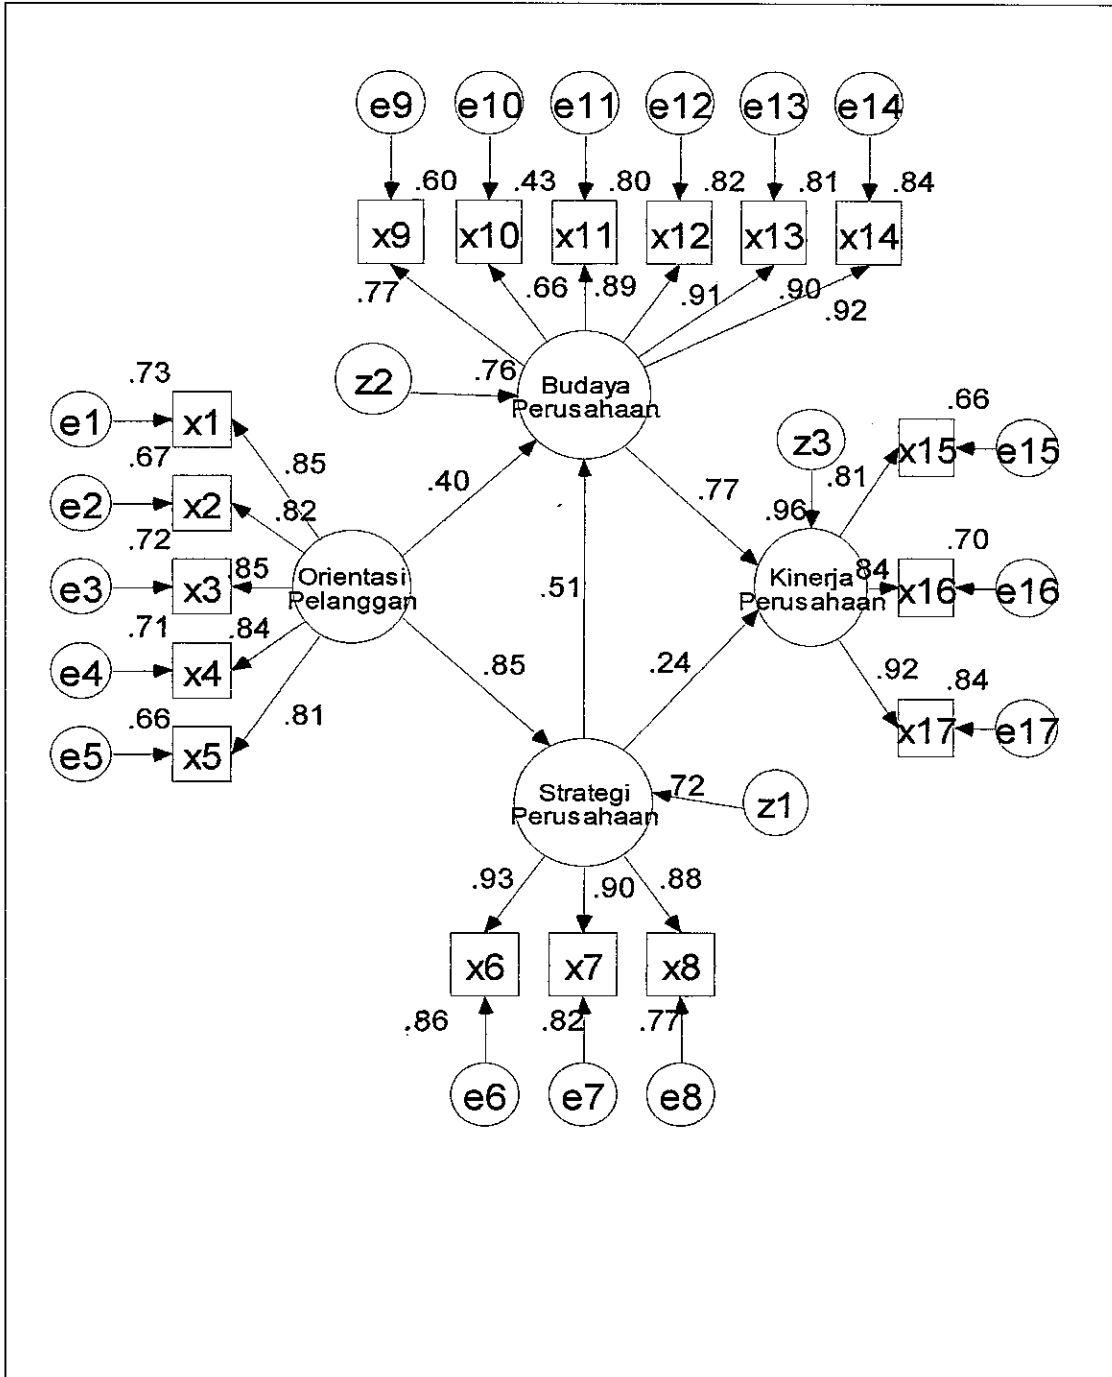 e9 e10 e11 e12 e13 e14
.60 .43 .80 .82 .81 .84
x9 x10 x11 x12 x13 x14
.77 .66 .89 .91 .90 .92
z2 .76 Budaya
Perusahaan
.73
e1 x1
.85
.67
e2 x2
.82
.72
e3 x3
.85
.71
e4 x4
.84
.66
e5 x5
.81
Orientasi
Pelanggan
.40
.51
.85
.77
.24
z3
.96
Kinerja
Perusahaan
.81
.66
x15 e15
.84
.70
x16 e16
.92
.84
x17 e17
Strategi
Perusahaan
.72
z1
.93 .90 .88
x6 x7 x8
.86 .82 .77
e6 e7 e8